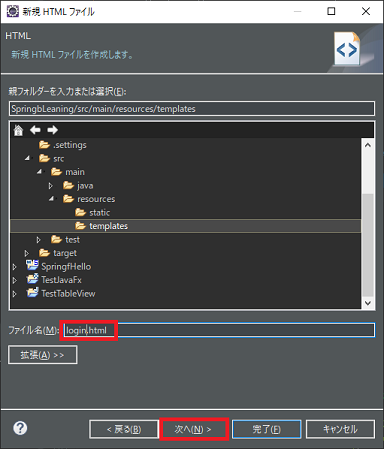 新規 HTML ファイル
HTML
新規 HTML ファイルを作成します。
親フォルダーを入力または選択(E):
SpringbLeaning/src/main/resources/templates
.settings
src
main
java
resources
static
templates
test
target
SpringfHello
TestJavaFx
TestTableView
ファイル名(M): login.html
拡張(A) >>
< 戻る(B) 次へ(N) > 完了(F) キャンセル